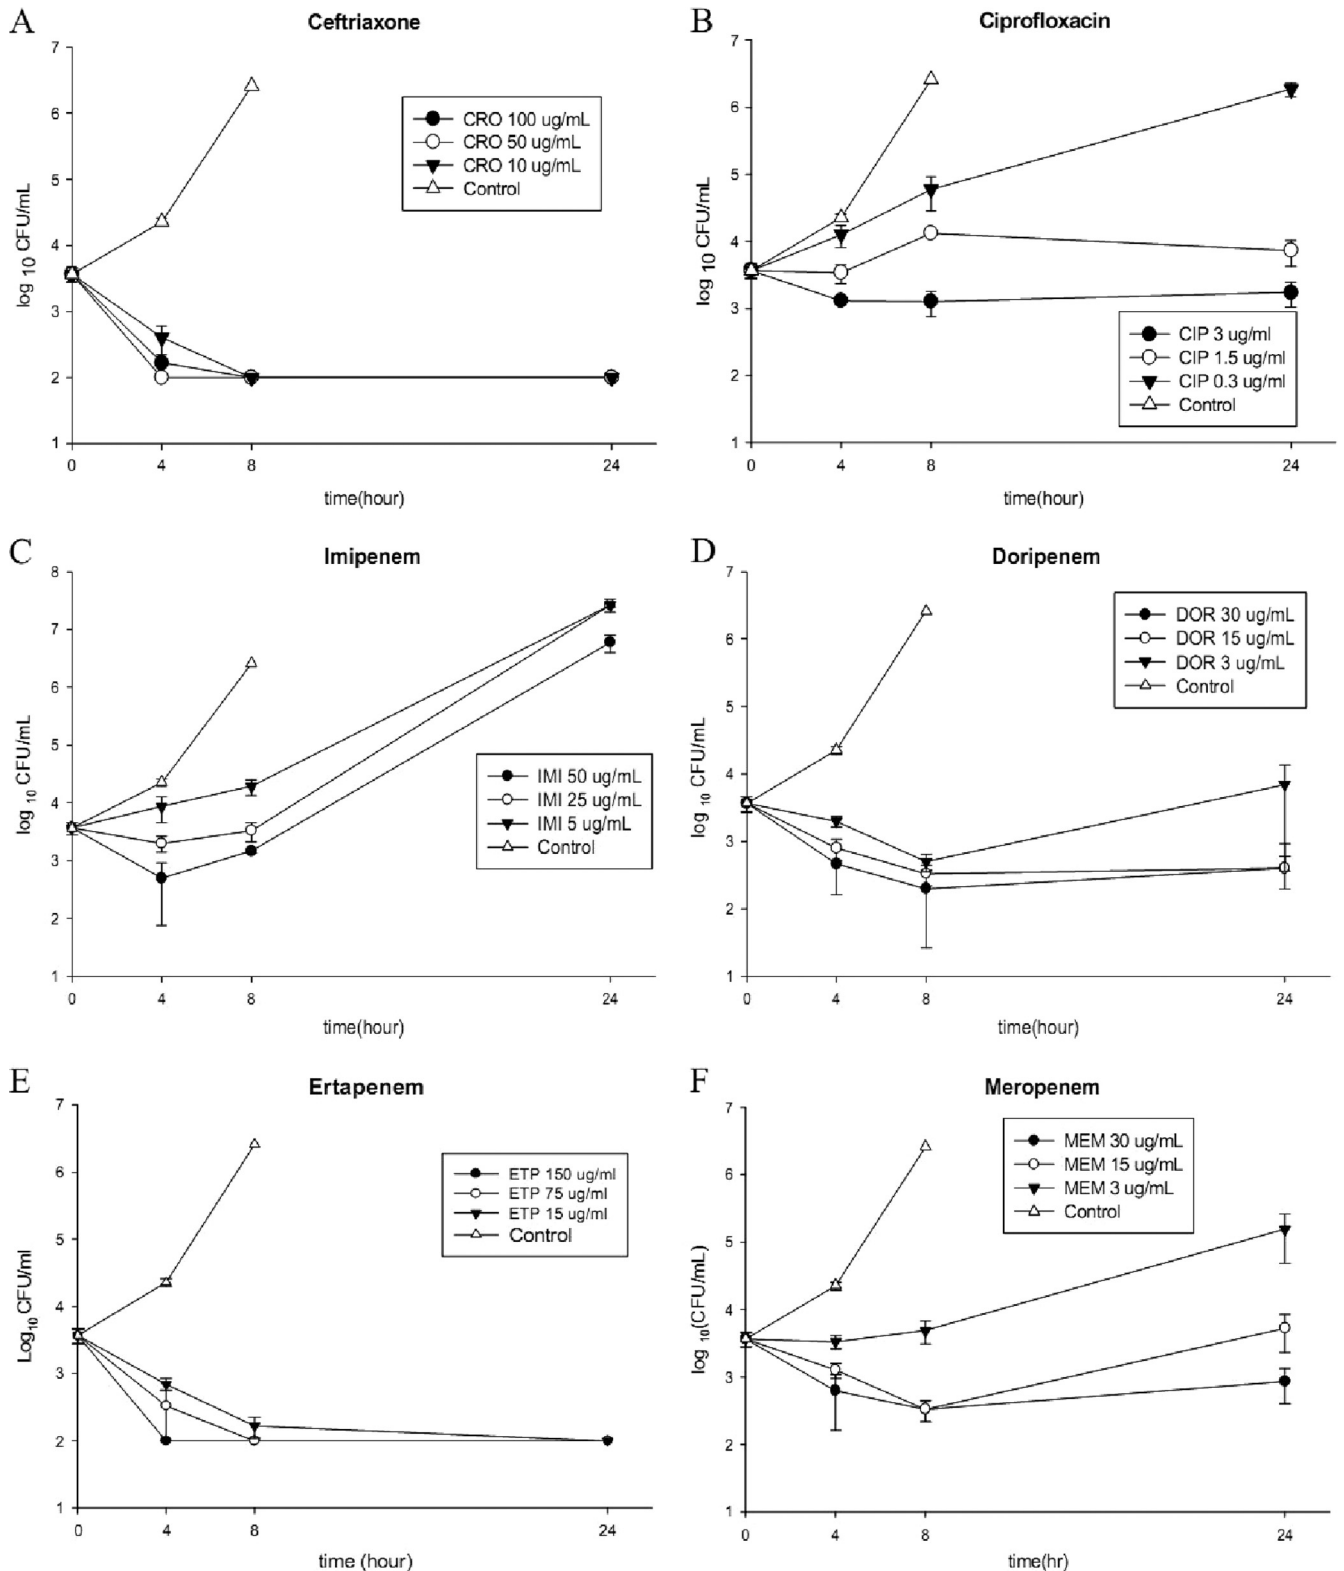 A
Ceftriaxone
7
6
5
4
3
2
1
log 10 CFU/mL
CRO 100 ug/mL
CRO 50 ug/mL
CRO 10 ug/mL
Control
0 4 8 24
time(hour)
B
Ciprofloxacin
7
6
5
4
3
2
1
log 10 CFU/mL
CIP 3 ug/ml
CIP 1.5 ug/ml
CIP 0.3 ug/ml
Control
0 4 8 24
time(hour)
C
Imipenem
8
7
6
5
4
3
2
1
log 10 CFU/mL
IMI 50 ug/mL
IMI 25 ug/mL
IMI 5 ug/mL
Control
0 4 8 24
time(hour)
D
Doripenem
7
6
5
4
3
2
1
log 10 CFU/mL
DOR 30 ug/mL
DOR 15 ug/mL
DOR 3 ug/mL
Control
0 4 8 24
time(hour)
E
Ertapenem
7
6
5
4
3
2
1
Log10 CFU/ml
ETP 150 ug/ml
ETP 75 ug/ml
ETP 15 ug/ml
Control
0 4 8 24
time (hour)
F
Meropenem
7
6
5
4
3
2
1
log 10(CFU/mL)
MEM 30 ug/mL
MEM 15 ug/mL
MEM 3 ug/mL
Control
0 4 8 24
time(hr)